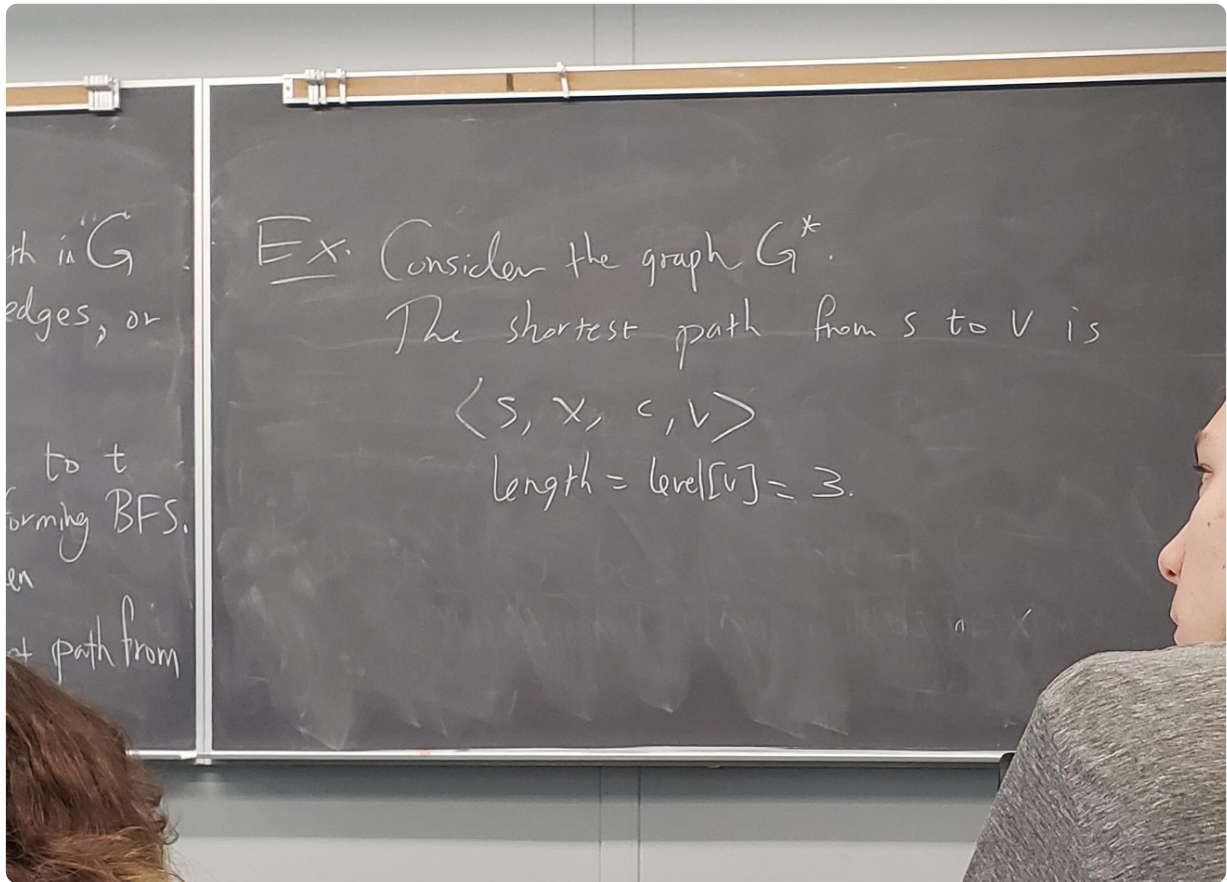 th in G
edges, or
to t
orming BFS.
en
path from
Ex. Consider the graph G*.
The shortest path from s to v is
<s, x, c, v>
length = level[v] = 3.